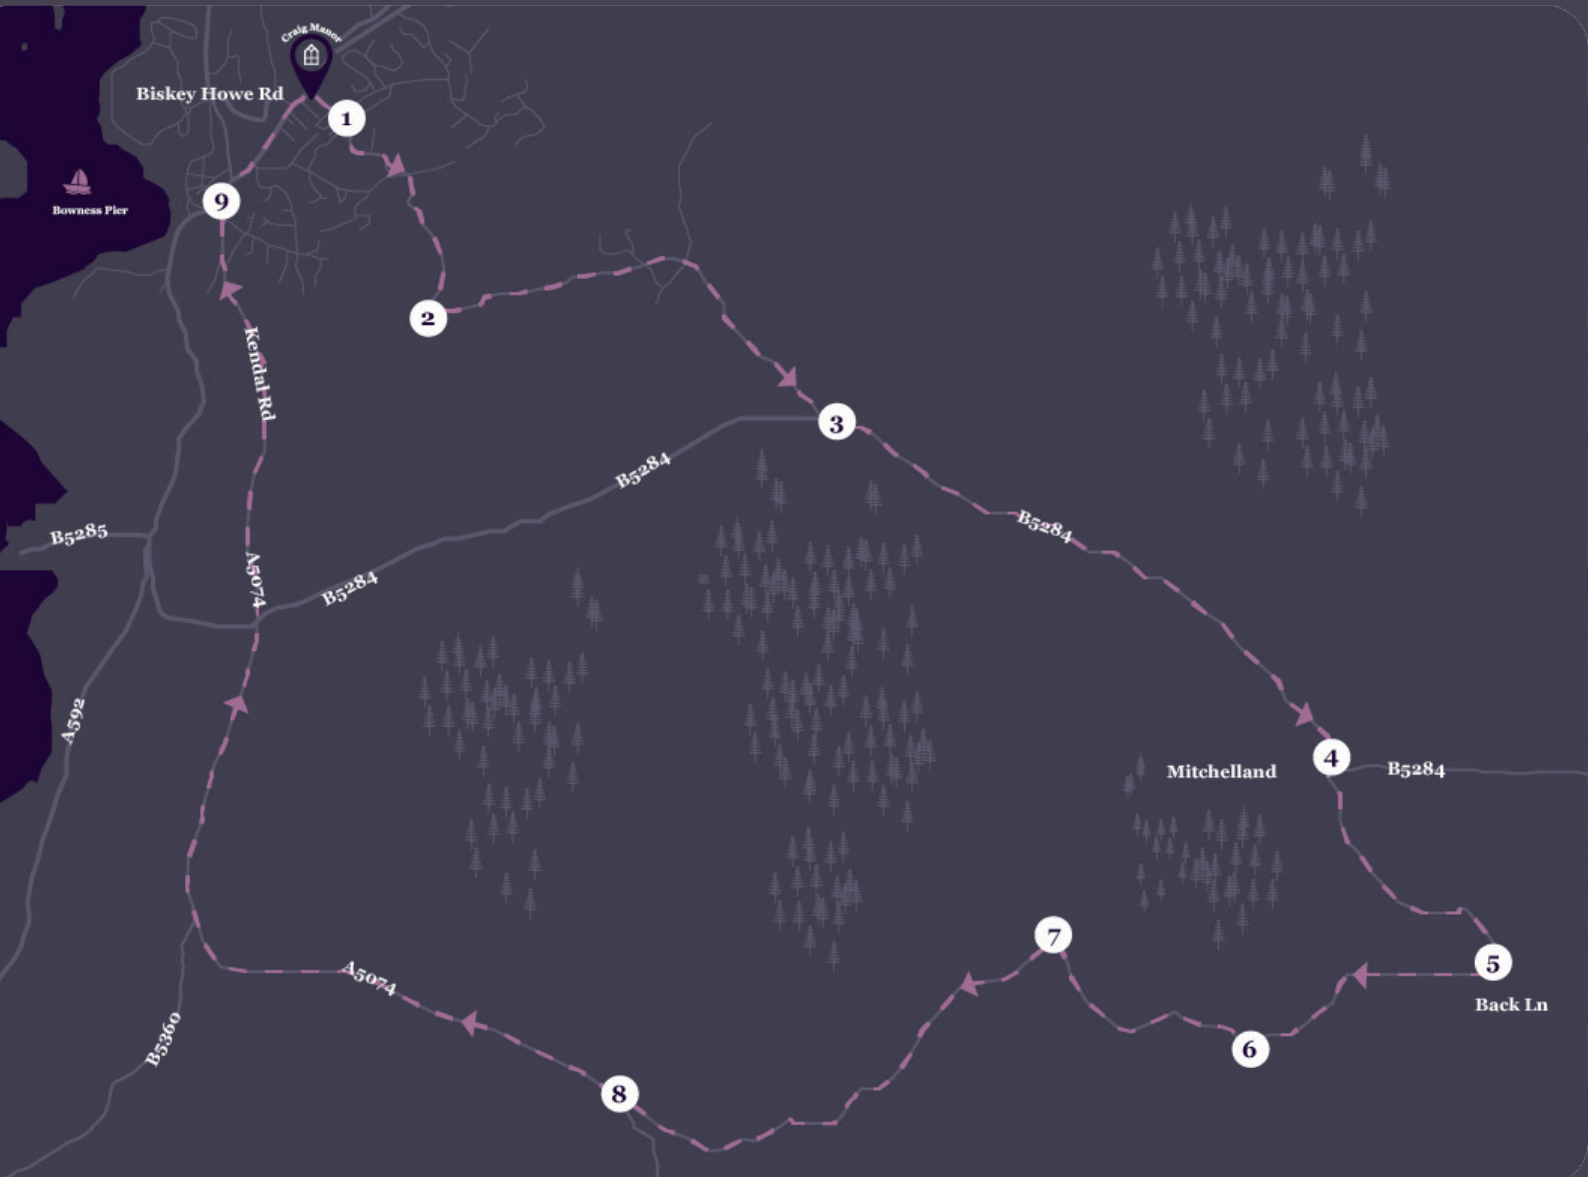 Craig Manor
Biskey Howe Rd
1
9
Bowness Pier
2
Kendal Rd
3
B5284
B5284
B5285
A5074
B5284
A592
4
Mitchelland
B5284
7
5
Back Ln
A5074
6
B5360
8